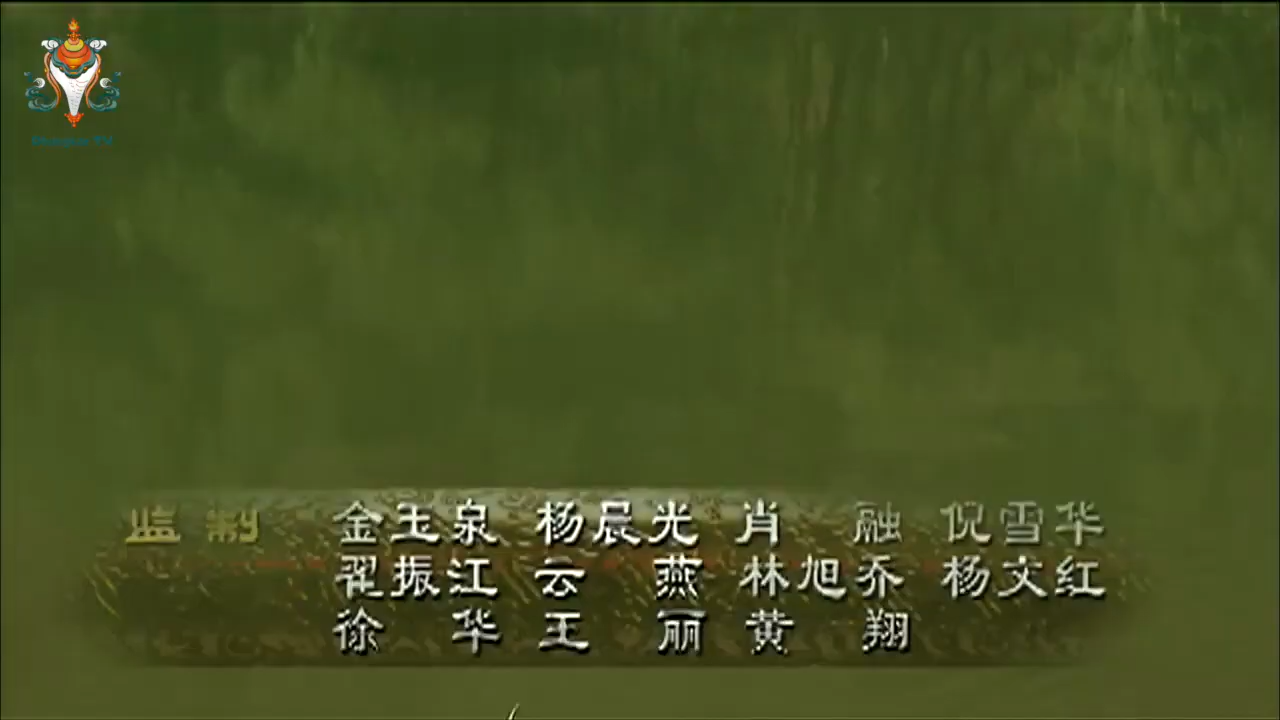 监制 金玉泉 杨晨光 肖融 倪雪华
翟振江 云燕 林旭乔 杨文红
徐华 王丽 黄翔